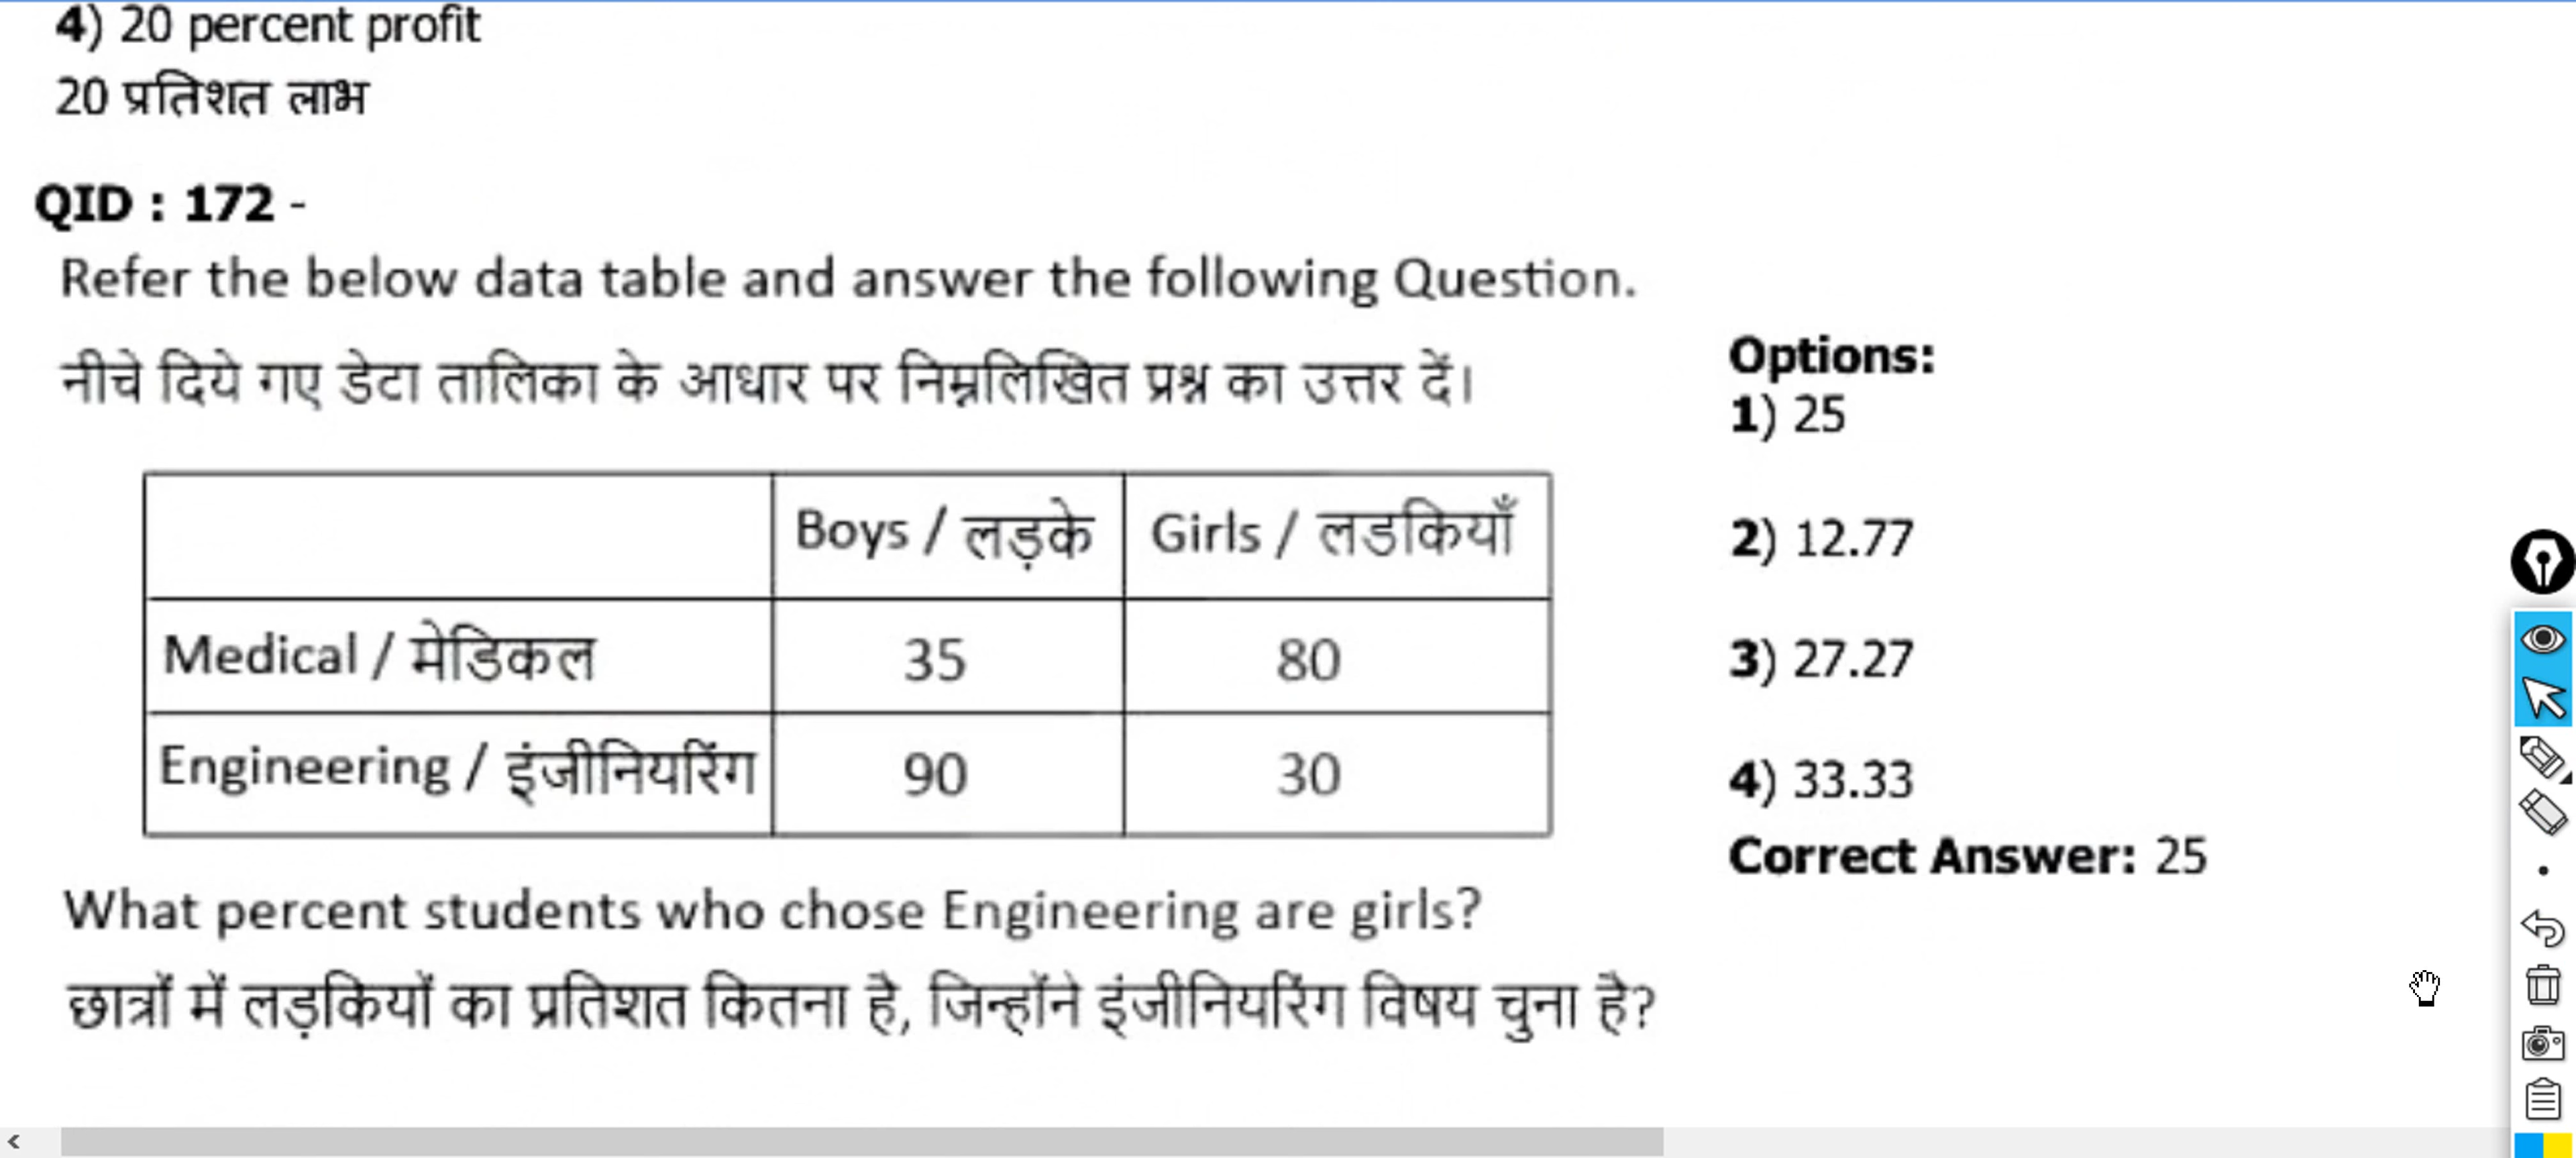 4) 20 percent profit
20 प्रतिशत लाभ
QID : 172 -
Refer the below data table and answer the following Question.
नीचे दिये गए डेटा तालिका के आधार पर निम्नलिखित प्रश्न का उत्तर दें।
Boys / लड़के Girls / लडकियाँ
Medical / मेडिकल 35 80
Engineering / इंजीनियरिंग 90 30
What percent students who chose Engineering are girls?
छात्रों में लड़कियों का प्रतिशत कितना है, जिन्होंने इंजीनियरिंग विषय चुना है?
Options:
1) 25
2) 12.77
3) 27.27
4) 33.33
Correct Answer: 25